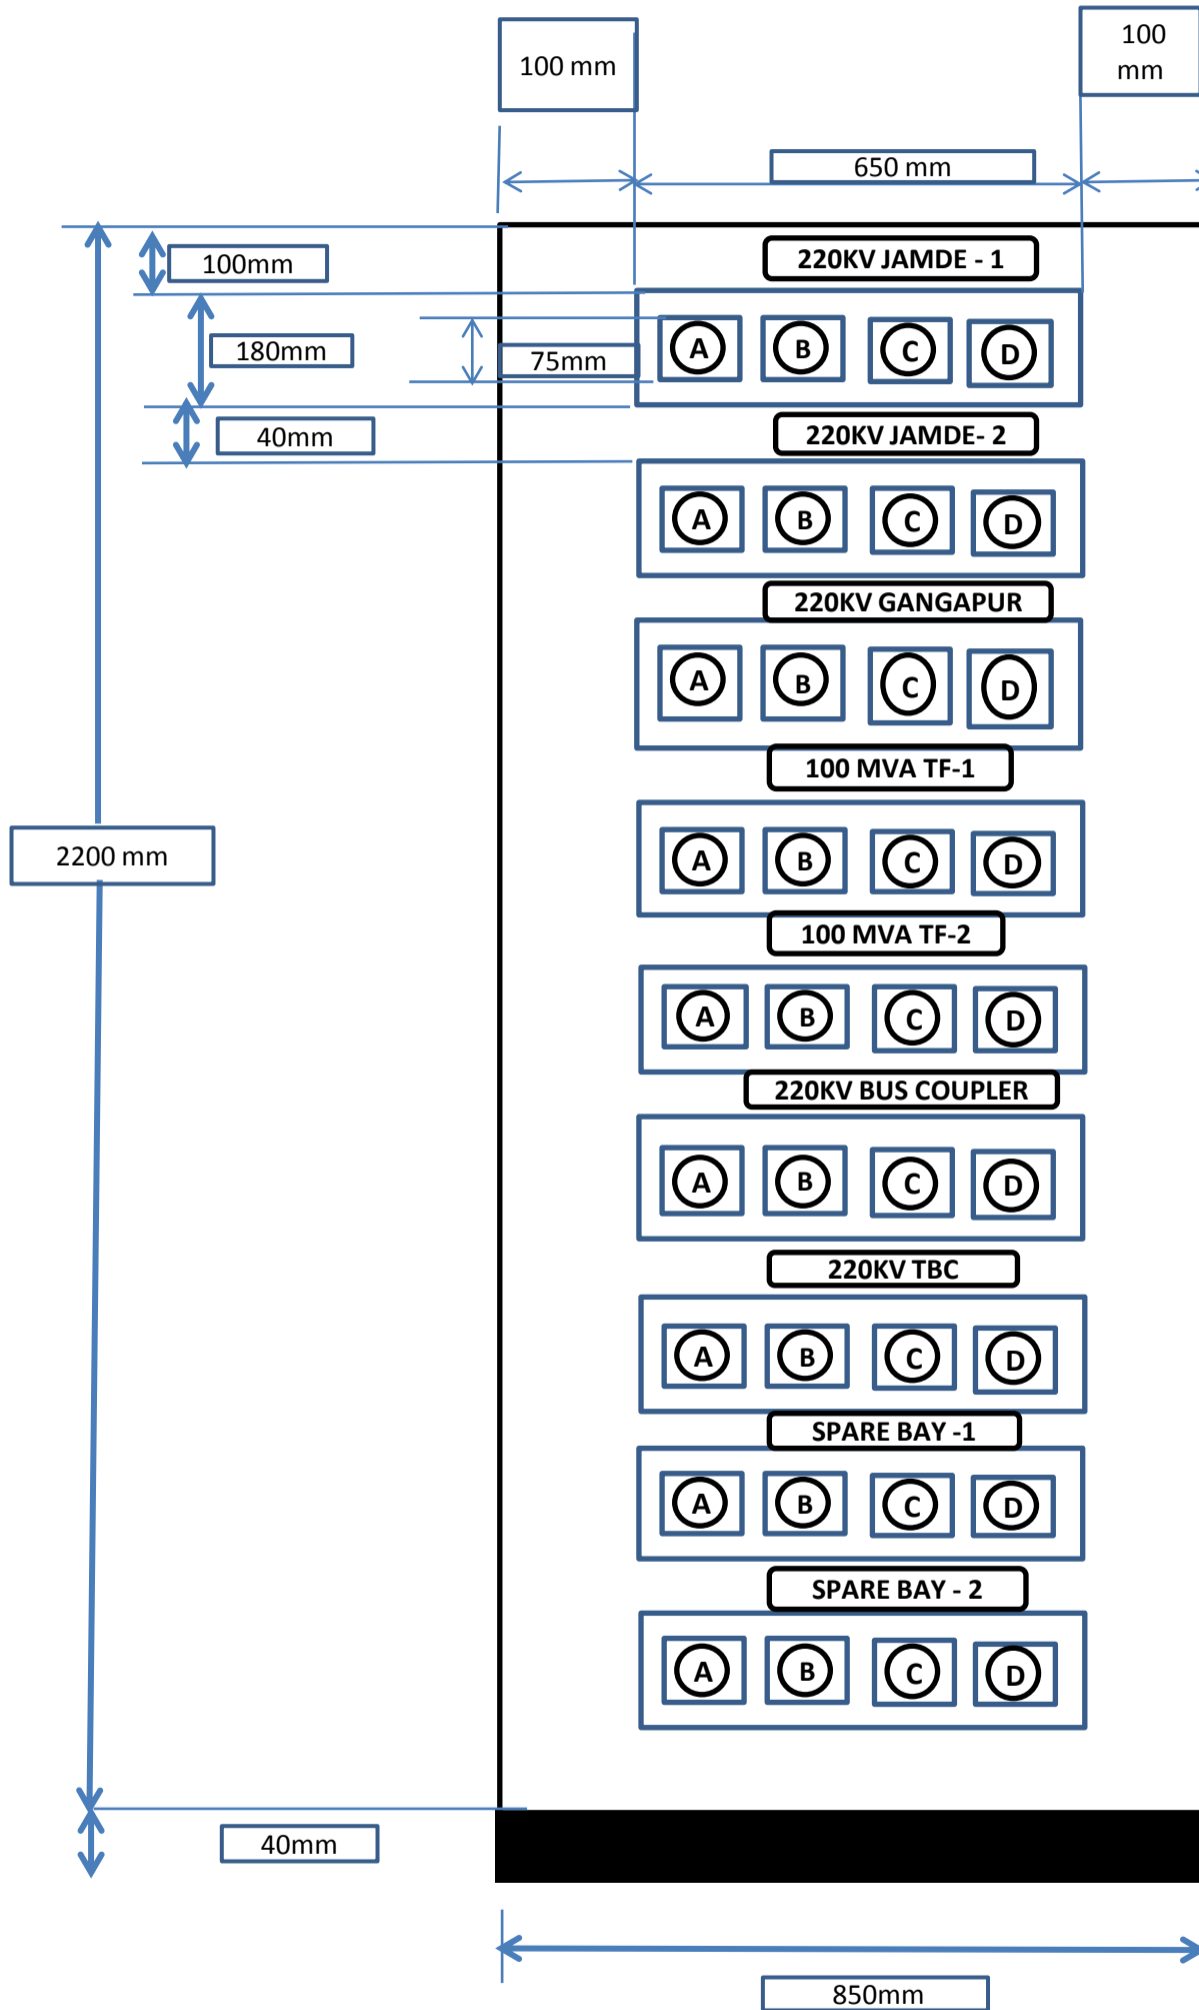 100 mm
100
mm
650 mm
220KV JAMDE - 1
100mm
180mm
75mm
A B C D
40mm
220KV JAMDE- 2
A B C D
220KV GANGAPUR
A B C D
100 MVA TF-1
2200 mm
A B C D
100 MVA TF-2
A B C D
220KV BUS COUPLER
A B C D
220KV TBC
A B C D
SPARE BAY -1
A B C D
SPARE BAY - 2
A B C D
40mm
850mm